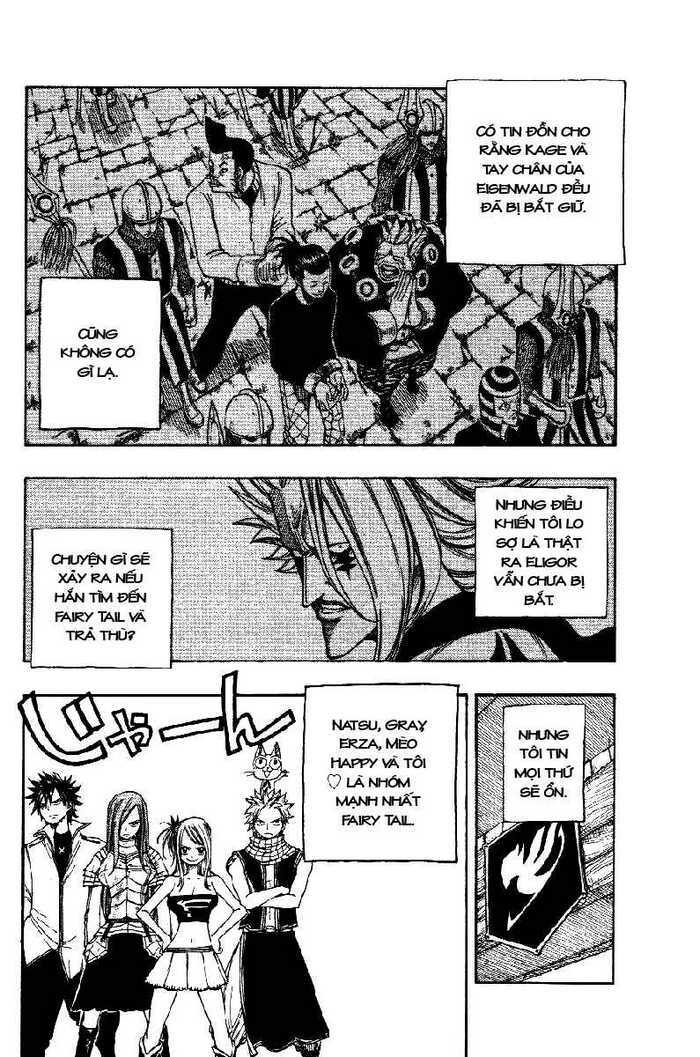 CÓ TIN ĐỒN CHO
RẰNG KAGE VÀ
TAY CHÂN CỦA
EIGENWALD ĐỀU
ĐÃ BỊ BẮT GIỮ.
CŨNG
KHÔNG CÓ
GÌ LẠ.
NHƯNG ĐIỀU
KHIẾN TÔI LO
SỢ LÀ THẬT
RA ELIGOR
VẪN CHƯA BỊ
BẮT.
CHUYỆN GÌ SẼ
XẢY RA NẾU
HẮN TÌM ĐẾN
FAIRY TAIL VÀ
TRẢ THÙ?
NHƯNG
TÔI TIN
MỌI THỨ
SẼ ỔN.
NATSU, GRAY,
ERZA, MÈO
HAPPY VÀ TÔI
♡ LÀ NHÓM
MẠNH NHẤT
FAIRY TAIL.
じゃーん